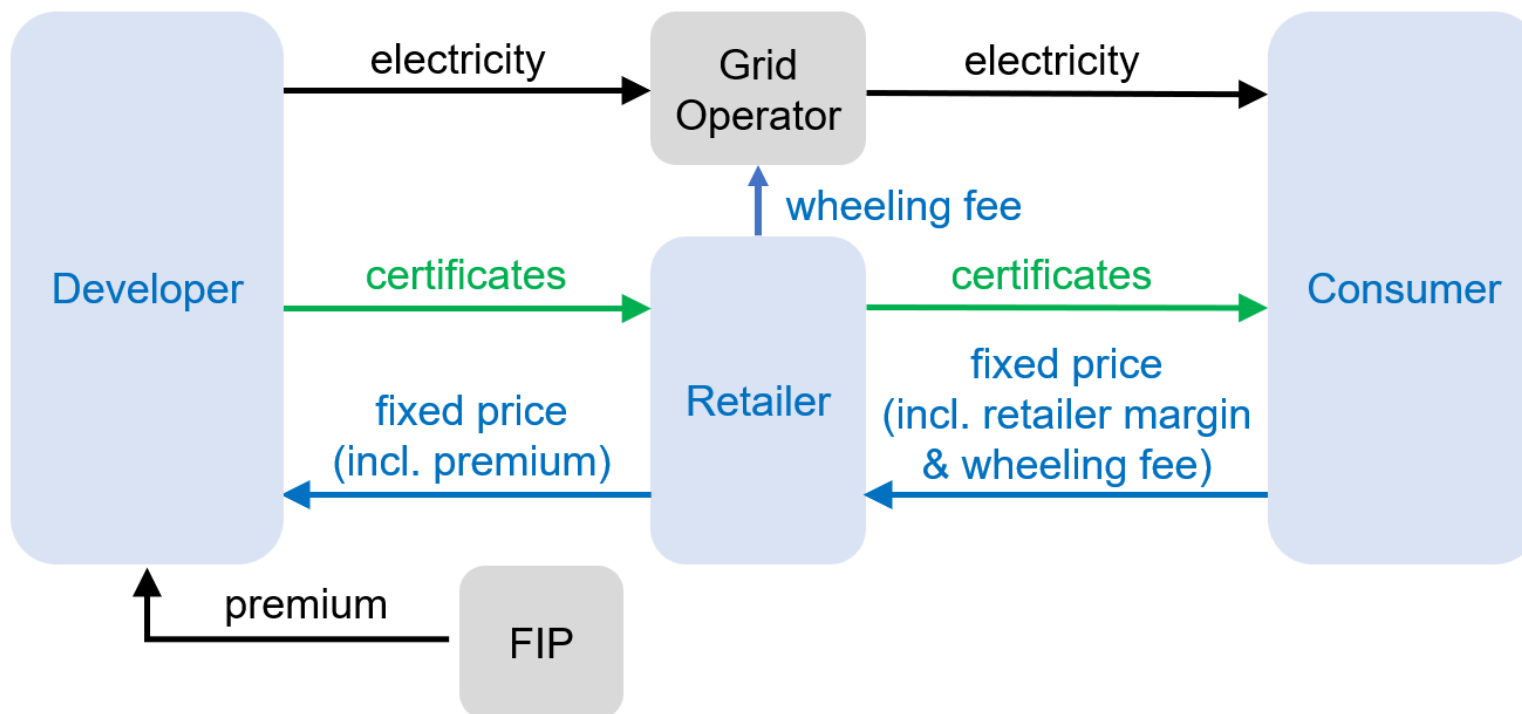 electricity
Grid
Operator
electricity
wheeling fee
Developer
certificates
certificates
Consumer
Retailer
fixed price
(incl. premium)
fixed price
(incl. retailer margin
& wheeling fee)
premium
FIP